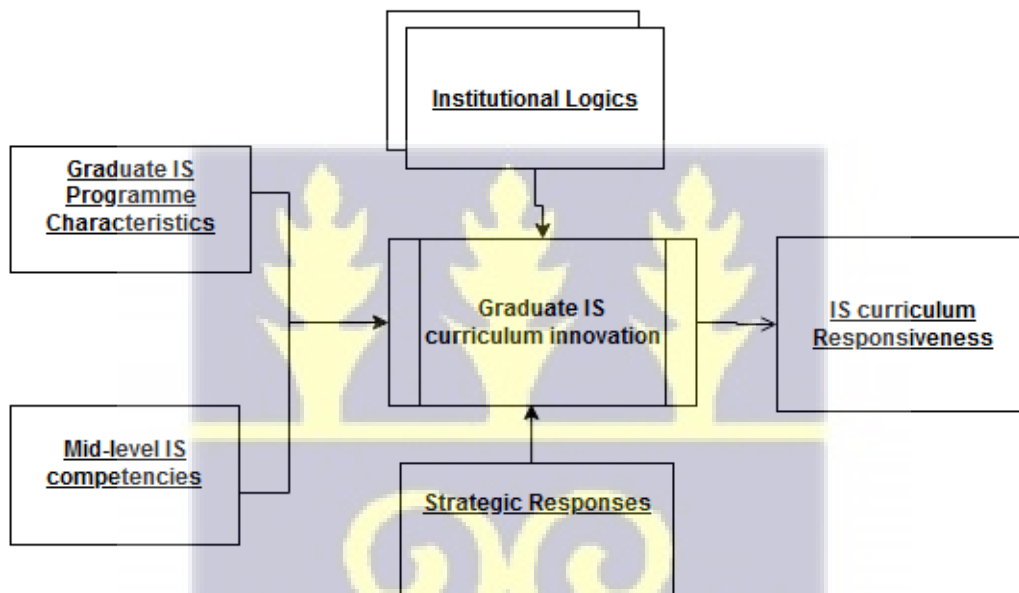 Institutional Logics
Graduate IS
Programme
Characteristics
Graduate IS
curriculum innovation
IS curriculum
Responsiveness
Mid-level IS
competencies
Strategic Responses